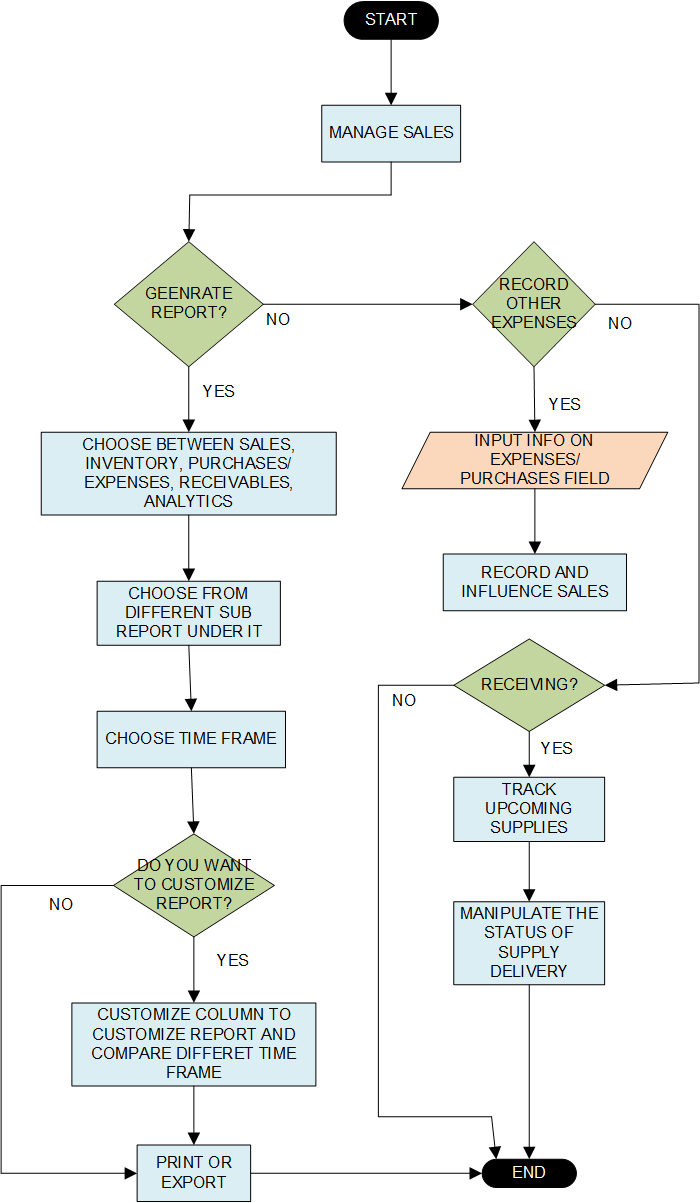 START
MANAGE SALES
GEENRATE
REPORT?
NO
YES
RECORD
OTHER
EXPENSES
NO
YES
CHOOSE BETWEEN SALES,
INVENTORY, PURCHASES/
EXPENSES, RECEIVABLES,
ANALYTICS
INPUT INFO ON
EXPENSES/
PURCHASES FIELD
CHOOSE FROM
DIFFERENT SUB
REPORT UNDER IT
RECORD AND
INFLUENCE SALES
CHOOSE TIME FRAME
RECEIVING?
NO
YES
DO YOU WANT
TO CUSTOMIZE
REPORT?
NO
YES
TRACK
UPCOMING
SUPPLIES
MANIPULATE THE
STATUS OF
SUPPLY
DELIVERY
CUSTOMIZE COLUMN TO
CUSTOMIZE REPORT AND
COMPARE DIFFERET TIME
FRAME
PRINT OR
EXPORT
END